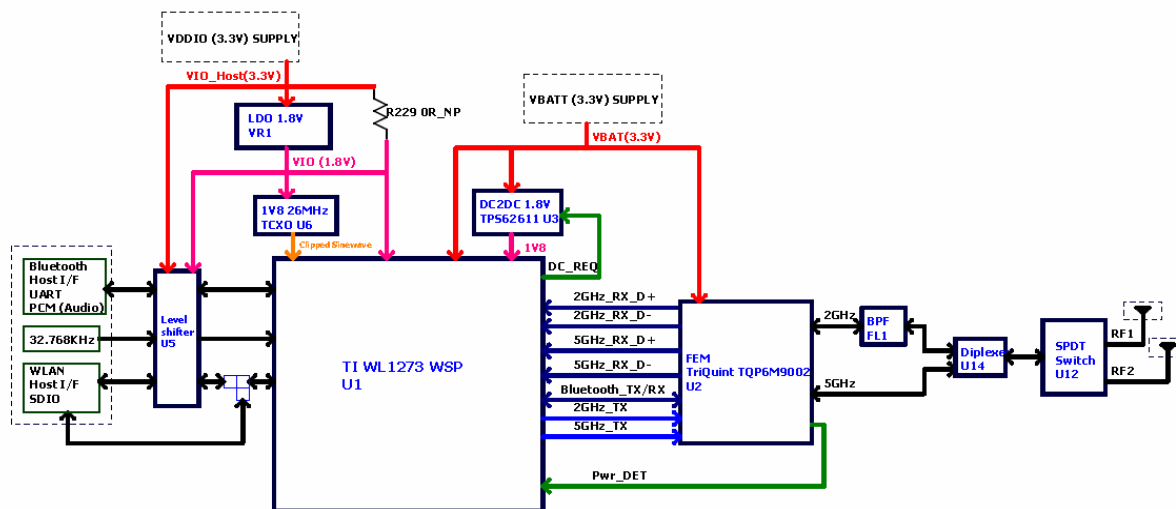 VDDIO (3.3V) SUPPLY
VIO_Host(3.3V)
R229 0R_NP
LDO 1.8V
VR1
VIO (1.8V)
1V8 26MHz
TCXO U6
Clipped Sinewave
VBATT (3.3V) SUPPLY
VBAT(3.3V)
DC2DC 1.8V
TPS62611 U3
1V8
DC_REQ
Bluetooth
Host I/F
UART
PCM (Audio)
32.768KHz
WLAN
Host I/F
SDIO
Level
shifter
U5
TI WL1273 WSP
U1
2GHz_RX_D+
2GHz_RX_D-
5GHz_RX_D+
5GHz_RX_D-
Bluetooth_TX/RX
2GHz_TX
5GHz_TX
Pwr_DET
FEM
TriQuint TQP6M9002
U2
2GHz
5GHz
BPF
FL1
Diplexe
U14
SPDT
Switch
U12
RF1
RF2